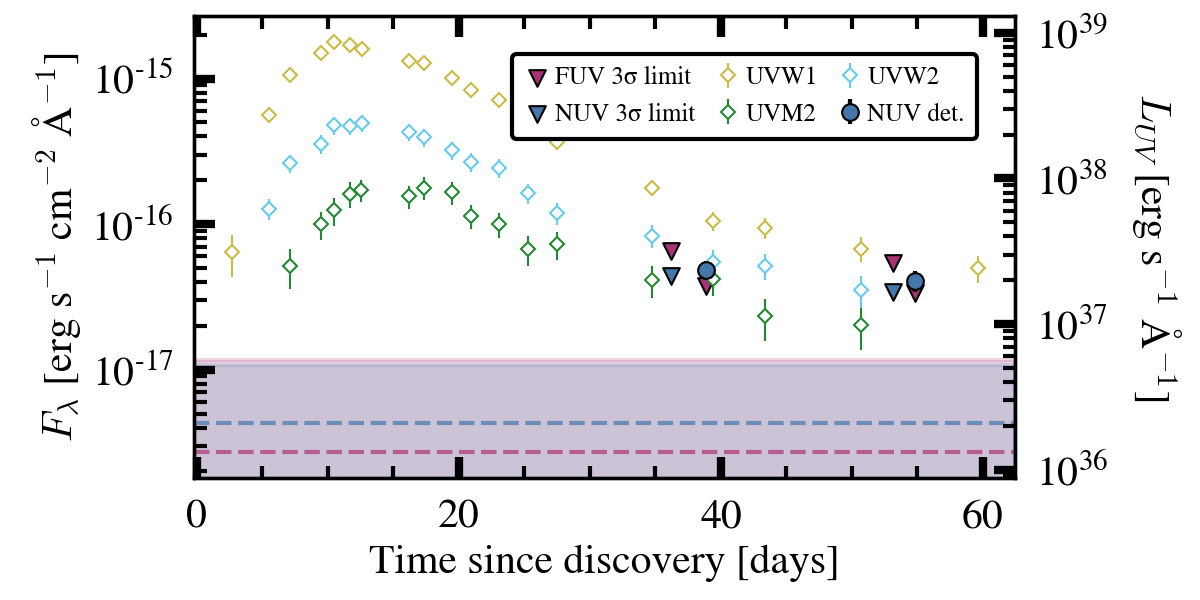 10^{-15}
10^{-16}
10^{-17}
F_λ [erg s^{−1} cm^{−2} Å^{−1}]
FUV 3σ limit
NUV 3σ limit
UVW1
UVM2
UVW2
NUV det.
10^{39}
10^{38}
10^{37}
10^{36}
L_{UV} [erg s^{−1} Å^{−1}]
0 20 40 60
Time since discovery [days]